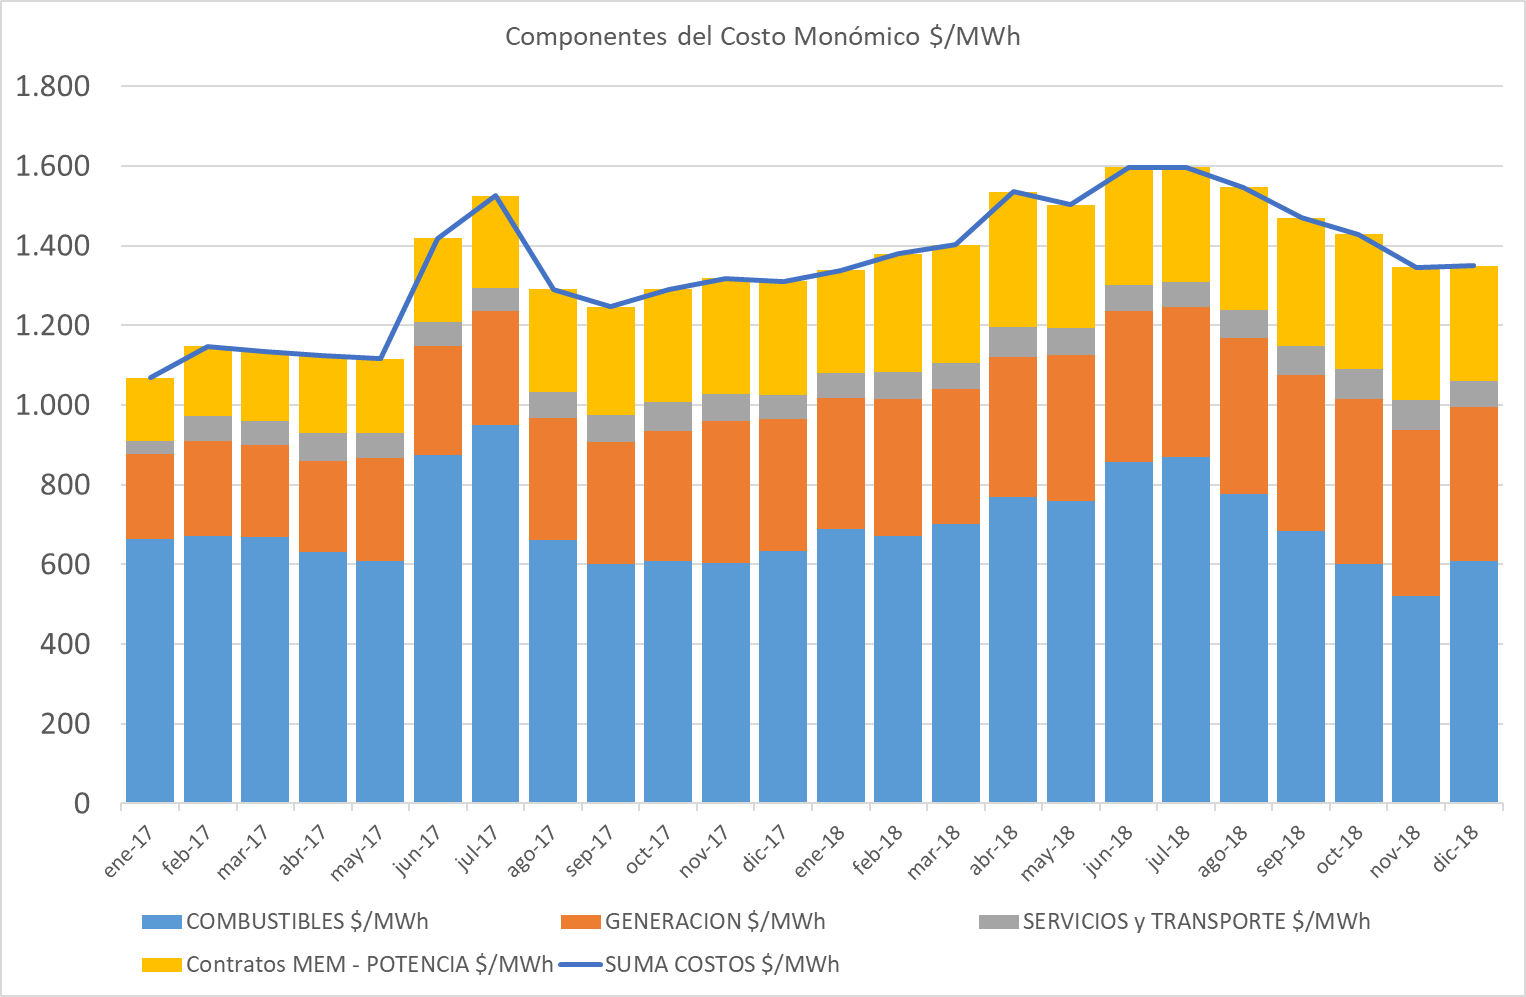 Componentes del Costo Monómico $/MWh
1.800
1.600
1.400
1.200
1.000
800
600
400
200
0
ene-17 feb-17 mar-17 abr-17 may-17 jun-17 jul-17 ago-17 sep-17 oct-17 nov-17 dic-17 ene-18 feb-18 mar-18 abr-18 may-18 jun-18 jul-18 ago-18 sep-18 oct-18 nov-18 dic-18
COMBUSTIBLES $/MWh GENERACION $/MWh SERVICIOS y TRANSPORTE $/MWh
Contratos MEM - POTENCIA $/MWh SUMA COSTOS $/MWh